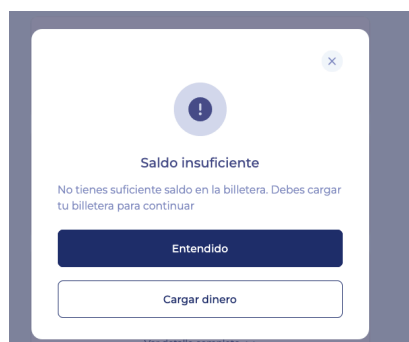 Saldo insuficiente
No tienes suficiente saldo en la billetera. Debes cargar
tu billetera para continuar
Entendido
Cargar dinero